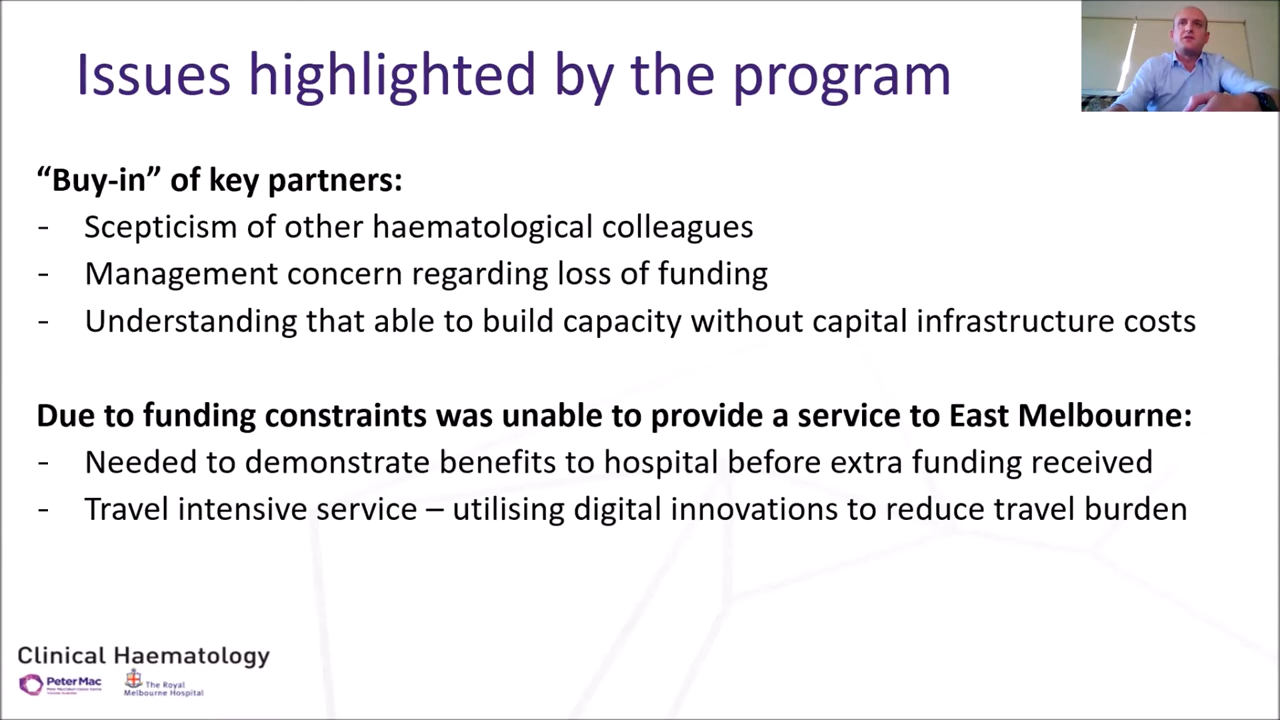 Issues highlighted by the program
“Buy-in” of key partners:
- Scepticism of other haematological colleagues
- Management concern regarding loss of funding
- Understanding that able to build capacity without capital infrastructure costs
Due to funding constraints was unable to provide a service to East Melbourne:
- Needed to demonstrate benefits to hospital before extra funding received
- Travel intensive service – utilising digital innovations to reduce travel burden
Clinical Haematology
Peter Mac
The Royal
Melbourne Hospital